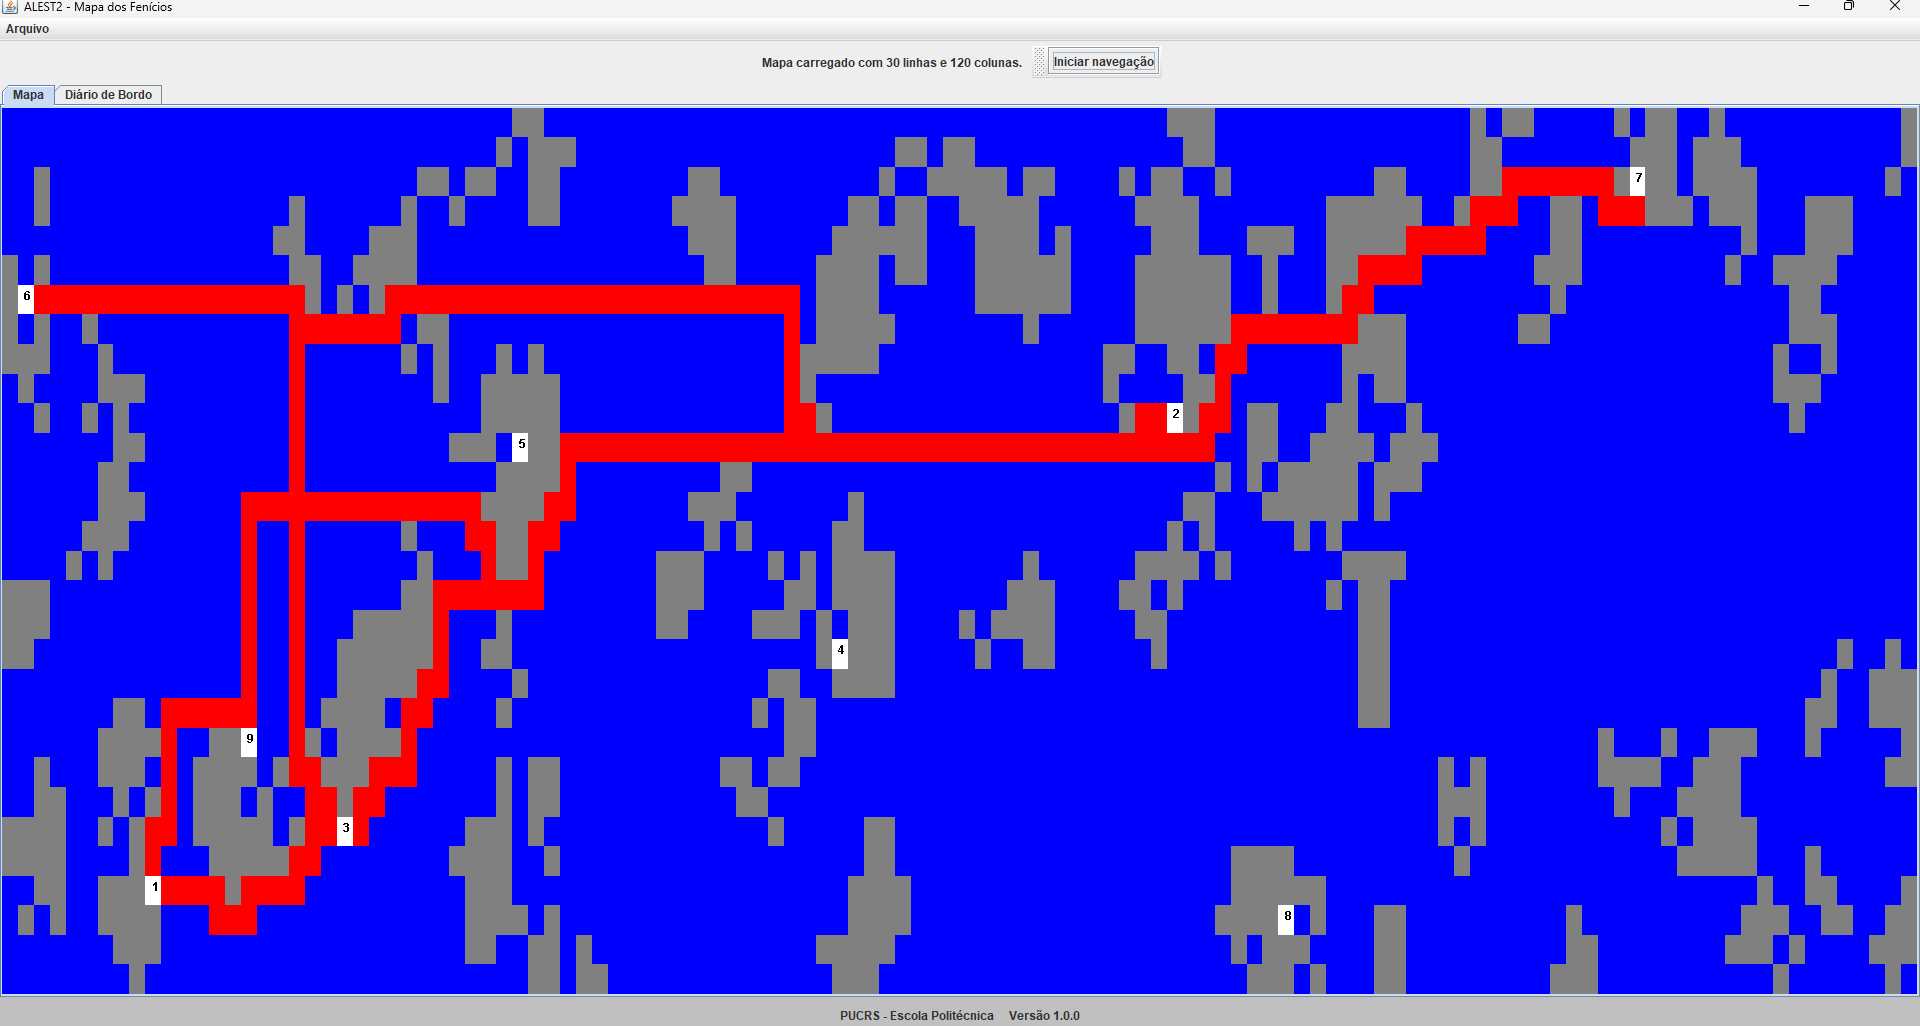 ALEST2 - Mapa dos Fenícios
Arquivo
Mapa carregado com 30 linhas e 120 colunas. Iniciar navegação
Mapa Diário de Bordo
7
6
2
5
4
9
3
1
8
PUCRS - Escola Politécnica Versão 1.0.0